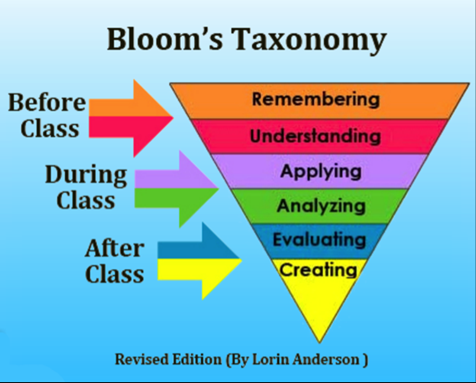 Bloom's Taxonomy
Before
Class
Remembering
Understanding
During
Class
Applying
Analyzing
After
Class
Evaluating
Creating
Revised Edition (By Lorin Anderson )